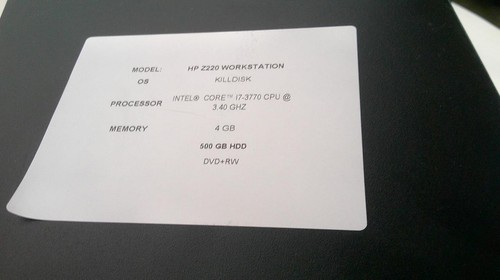 MODEL: HP Z220 WORKSTATION
OS KILLDISK
PROCESSOR INTEL® CORE™ I7-3770 CPU @
3.40 GHZ
MEMORY 4 GB
500 GB HDD
DVD+RW